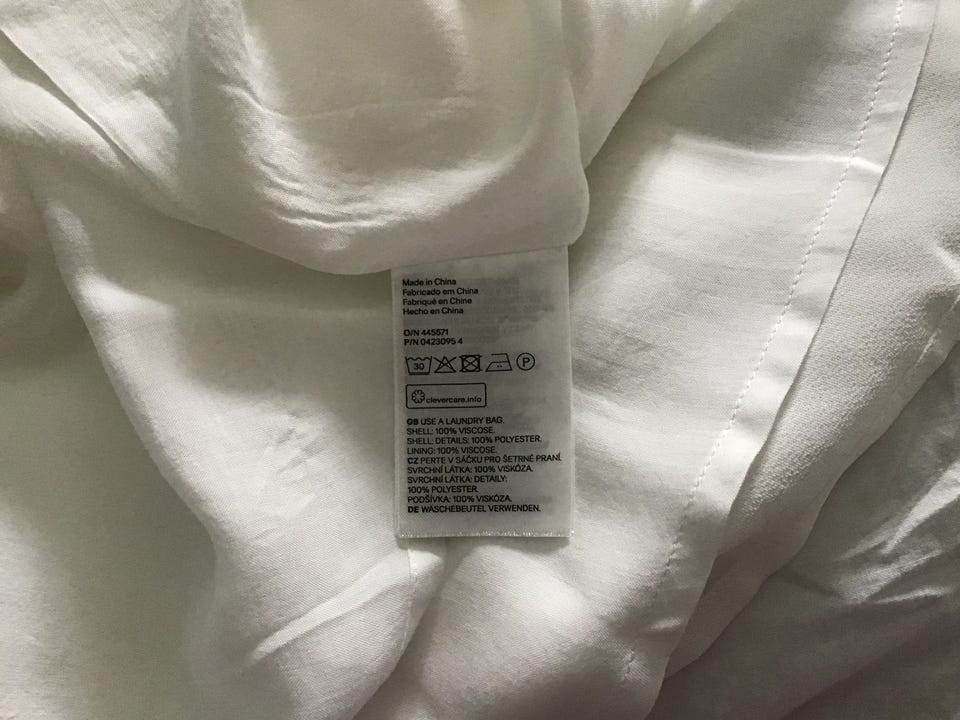 Made in China
Fabricado em China
Fabriqué en Chine
Hecho en China
O/N 445571
P/N 0423095 4
30 P
clevercare.info
GB USE A LAUNDRY BAG.
SHELL: 100% VISCOSE.
SHELL: DETAILS: 100% POLYESTER.
LINING: 100% VISCOSE.
CZ PERTE V SÁČKU PRO ŠETRNÉ PRANÍ.
SVRCHNÍ LÁTKA: 100% VISKÓZA.
SVRCHNÍ LÁTKA: DETAILY:
100% POLYESTER.
PODŠÍVKA: 100% VISKÓZA.
DE WÄSCHEBEUTEL VERWENDEN.